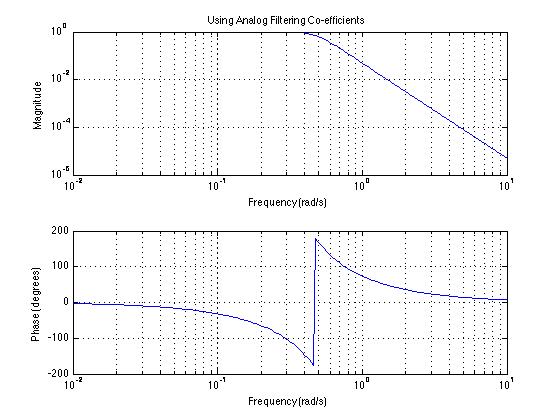 Using Analog Filtering Co-efficients
10^0
10^-2
10^-4
10^-6
Magnitude
10^-2 10^-1 10^0 10^1
Frequency(rad/s)
200
100
0
-100
-200
Phase (degrees)
10^-2 10^-1 10^0 10^1
Frequency(rad/s)